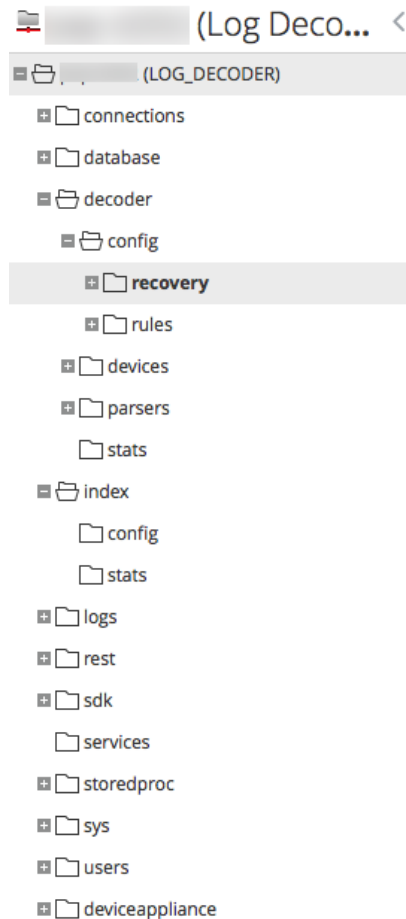 (Log Deco...
(LOG_DECODER)
connections
database
decoder
config
recovery
rules
devices
parsers
stats
index
config
stats
logs
rest
sdk
services
storedproc
sys
users
deviceappliance